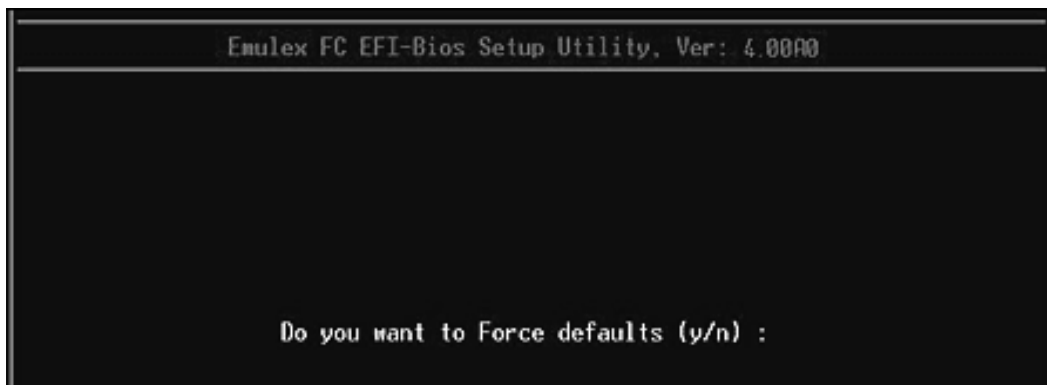 Emulex FC EFI-Bios Setup Utility, Ver: 4.00A0
Do you want to Force defaults (y/n) :